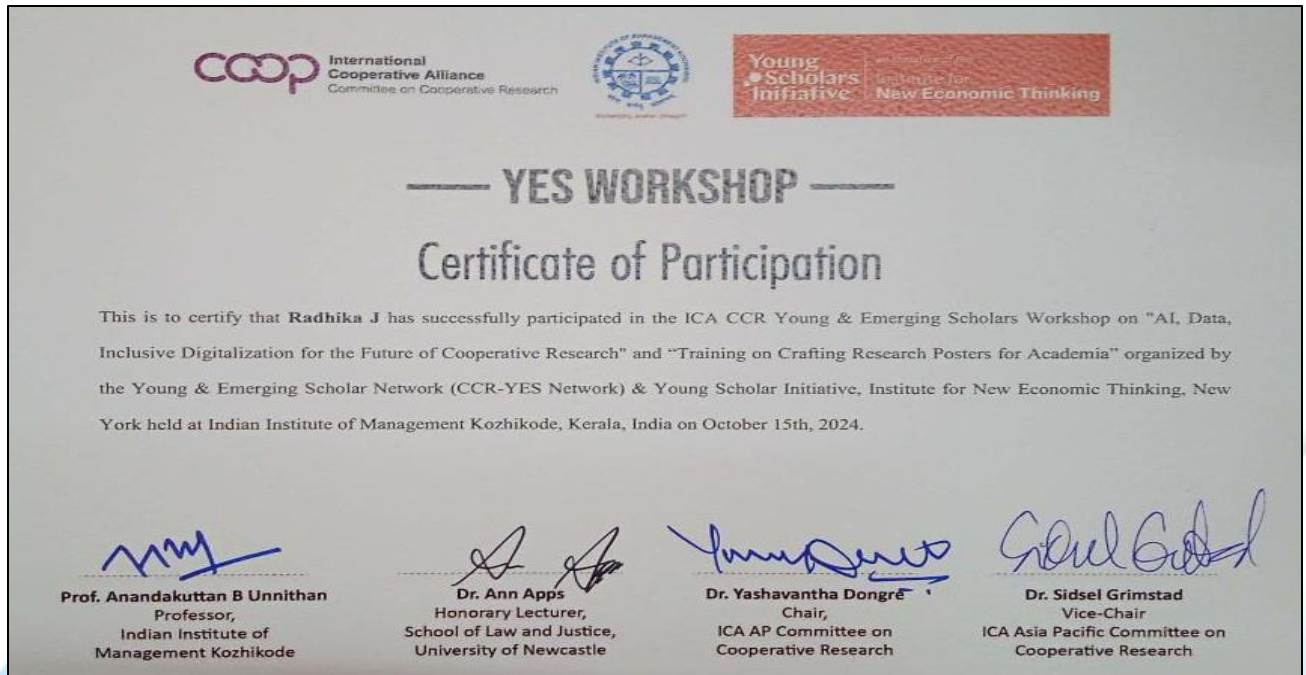 COOP
International
Cooperative Alliance
Committee on Cooperative Research
Young
Scholars
Initiative
New Economic Thinking
YES WORKSHOP
Certificate of Participation
This is to certify that Radhika J has successfully participated in the ICA CCR Young & Emerging Scholars Workshop on "AI, Data,
Inclusive Digitalization for the Future of Cooperative Research" and “Training on Crafting Research Posters for Academia” organized by
the Young & Emerging Scholar Network (CCR-YES Network) & Young Scholar Initiative, Institute for New Economic Thinking, New
York held at Indian Institute of Management Kozhikode, Kerala, India on October 15th, 2024.
Prof. Anandakuttan B Unnithan
Professor,
Indian Institute of
Management Kozhikode
Dr. Ann Apps
Honorary Lecturer,
School of Law and Justice,
University of Newcastle
Dr. Yashavantha Dongre
Chair,
ICA AP Committee on
Cooperative Research
Dr. Sidsel Grimstad
Vice-Chair
ICA Asia Pacific Committee on
Cooperative Research